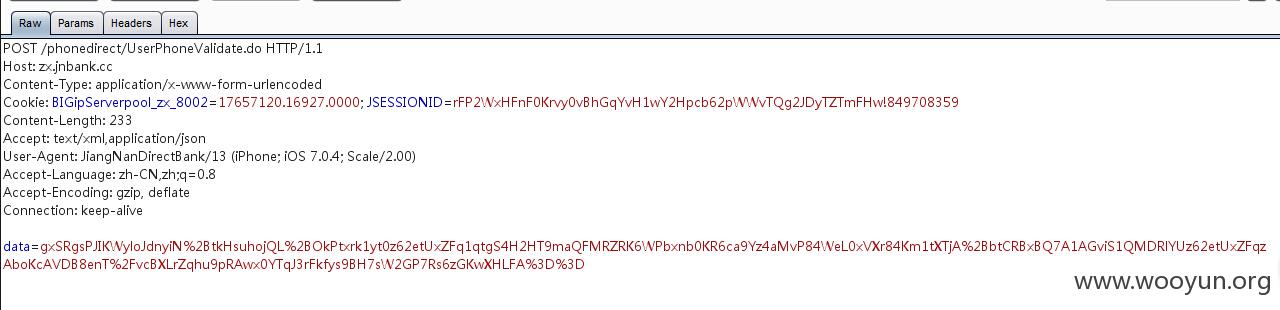 Raw Params Headers Hex
POST /phonedirect/UserPhoneValidate.do HTTP/1.1
Host: zx.jnbank.cc
Content-Type: application/x-www-form-urlencoded
Cookie: BIGipServerpool_zx_8002=17657120.16927.0000; JSESSIONID=rFP2WxHFnF0Krvy0vBhGqYvH1wY2Hpcb62pWWvTQg2JDyTZTmFHw!849708359
Content-Length: 233
Accept: text/xml,application/json
User-Agent: JiangNanDirectBank/13 (iPhone; iOS 7.0.4; Scale/2.00)
Accept-Language: zh-CN,zh;q=0.8
Accept-Encoding: gzip, deflate
Connection: keep-alive
data=gxSRgsPJIKWyloJdnyiN%2BtkHsuhojQL%2BOkPtxrk1yt0z62etUxZFq1qtgS4H2HT9maQFMRZRK6WPbxnb0KR6ca9Yz4aMvP84WeL0xVXr84Km1tXTjA%2BbtCRBxBQ7A1AGviS1QMDRlYUz62etUxZFqz
AboKcAVDB8enT%2FvcBXLrZqhu9pRAwx0YTqJ3rFkfys9BH7sW2GP7Rs6zGKwXHLFA%3D%3D
www.wooyun.org